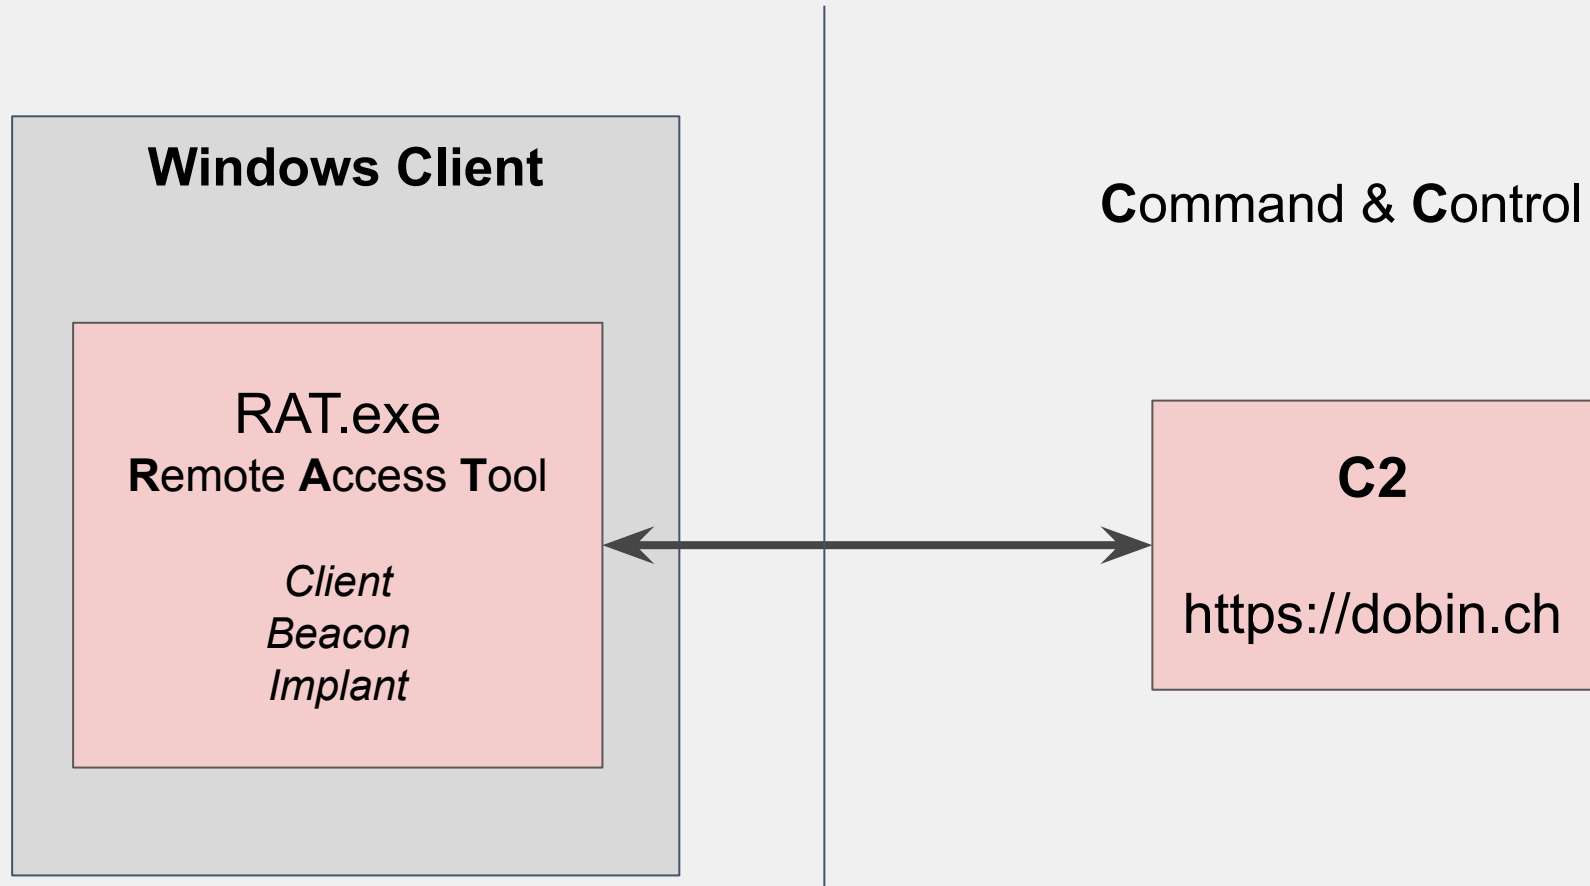 Windows Client
RAT.exe
Remote Access Tool
Client
Beacon
Implant
Command & Control
C2
https://dobin.ch